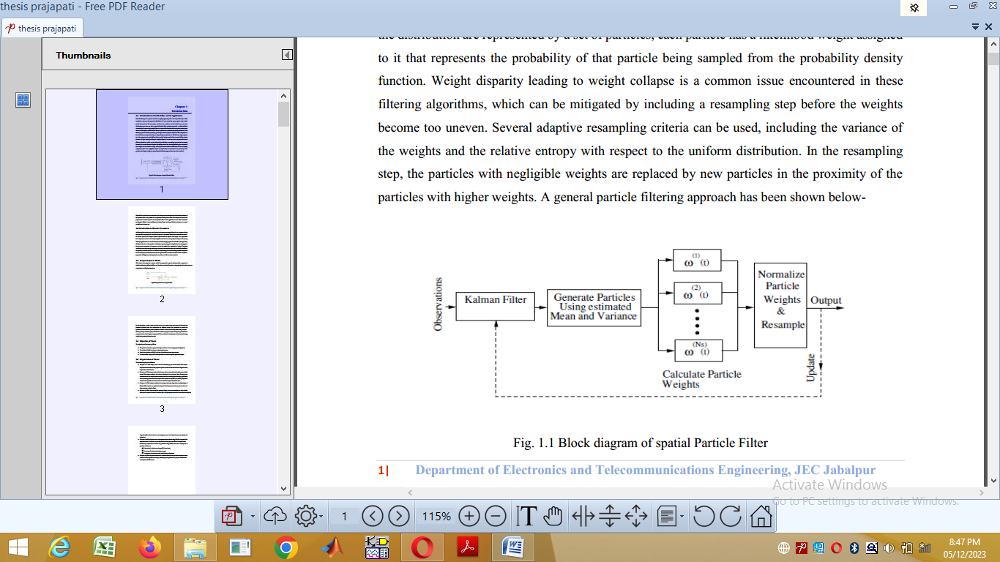 thesis prajapati - Free PDF Reader
thesis prajapati
Thumbnails
1
2
3
the distribution are represented by a set of particles, each particle has a likelihood weight assigned
to it that represents the probability of that particle being sampled from the probability density
function. Weight disparity leading to weight collapse is a common issue encountered in these
filtering algorithms, which can be mitigated by including a resampling step before the weights
become too uneven. Several adaptive resampling criteria can be used, including the variance of
the weights and the relative entropy with respect to the uniform distribution. In the resampling
step, the particles with negligible weights are replaced by new particles in the proximity of the
particles with higher weights. A general particle filtering approach has been shown below-
Observations
Kalman Filter
Generate Particles
Using estimated
Mean and Variance
ω(1)(t)
ω(2)(t)
ω(Ns)(t)
Calculate Particle
Weights
Normalize
Particle
Weights
&
Resample
Output
Update
Fig. 1.1 Block diagram of spatial Particle Filter
1| Department of Electronics and Telecommunications Engineering, JEC Jabalpur
Activate Windows
Go to PC settings to activate Windows.
1
115%
8:47 PM
05/12/2023